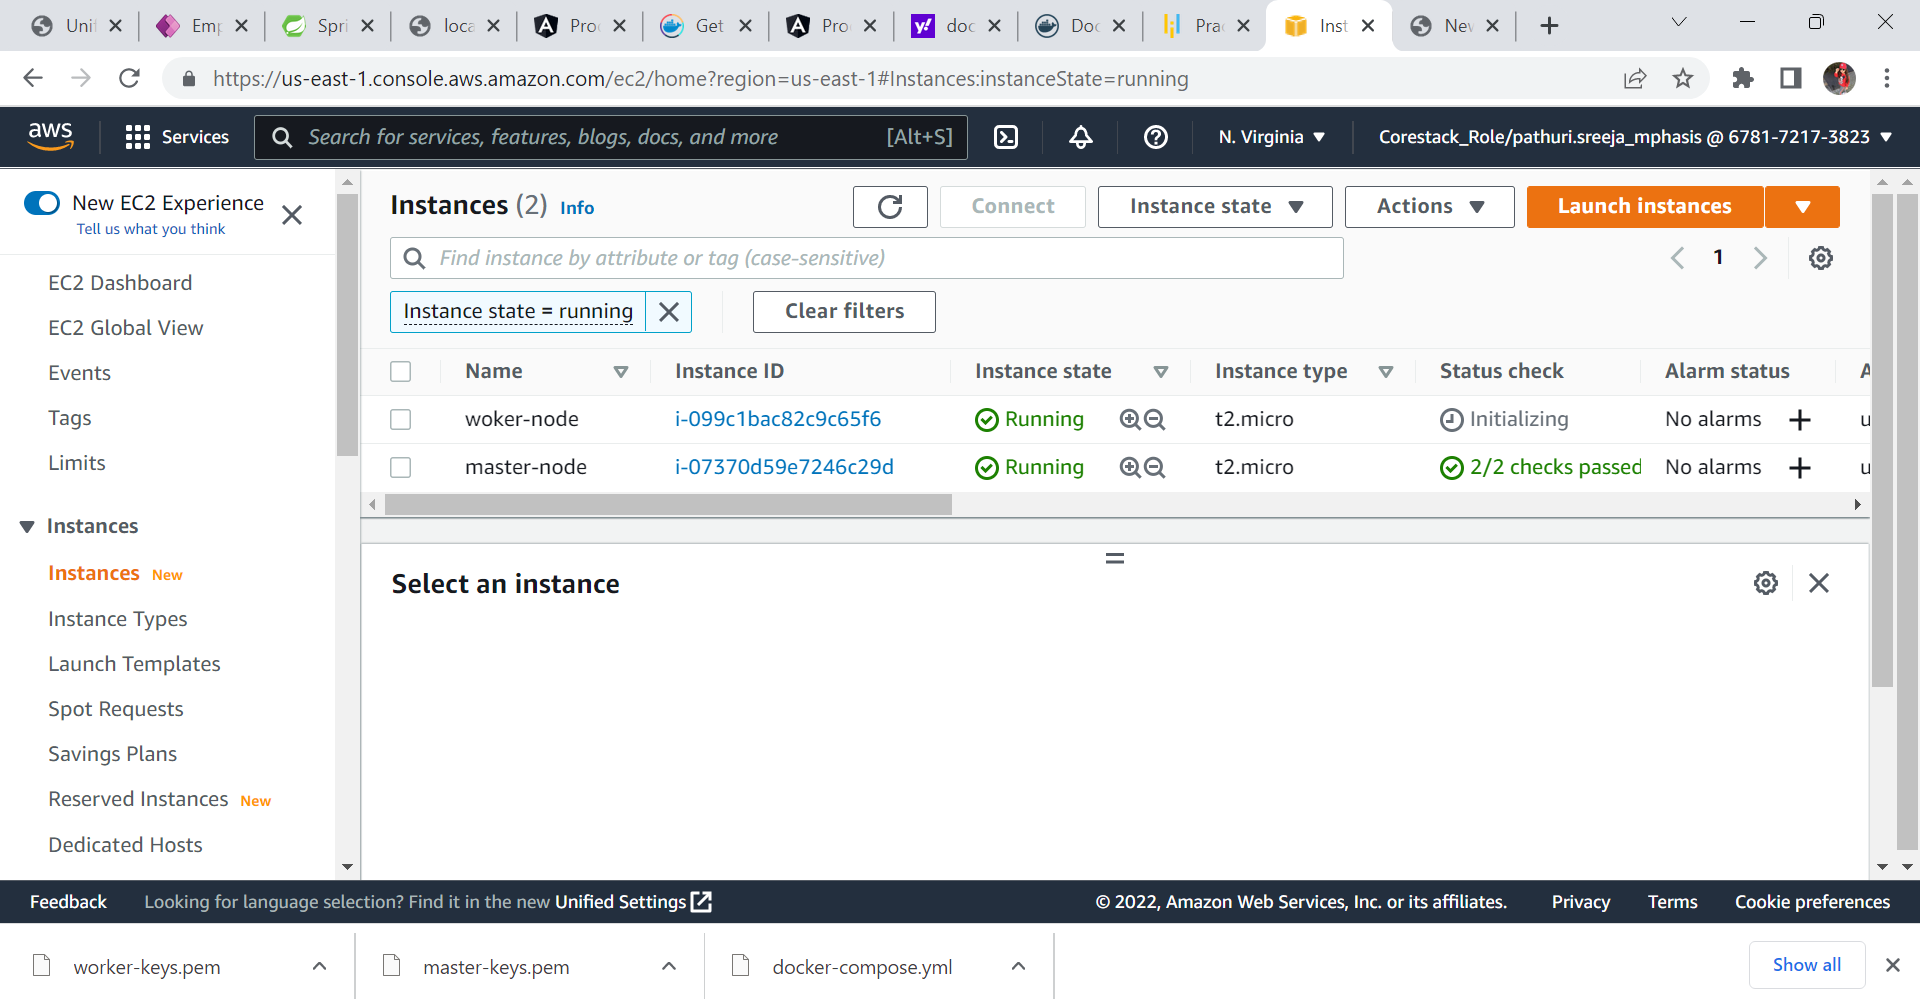 Unif Emp Spri loca Proc Get Pro doc Doc Prac Inst New
https://us-east-1.console.aws.amazon.com/ec2/home?region=us-east-1#Instances:instanceState=running
aws Services Search for services, features, blogs, docs, and more [Alt+S] N. Virginia Corestack_Role/pathuri.sreeja_mphasis @ 6781-7217-3823
New EC2 Experience
Tell us what you think
EC2 Dashboard
EC2 Global View
Events
Tags
Limits
Instances
Instances New
Instance Types
Launch Templates
Spot Requests
Savings Plans
Reserved Instances New
Dedicated Hosts
Instances (2) Info Connect Instance state Actions Launch instances
Find instance by attribute or tag (case-sensitive) 1
Instance state = running Clear filters
Name Instance ID Instance state Instance type Status check Alarm status A
woker-node i-099c1bac82c9c65f6 Running t2.micro Initializing No alarms u
master-node i-07370d59e7246c29d Running t2.micro 2/2 checks passed No alarms u
Select an instance
Feedback Looking for language selection? Find it in the new Unified Settings © 2022, Amazon Web Services, Inc. or its affiliates. Privacy Terms Cookie preferences
worker-keys.pem master-keys.pem docker-compose.yml Show all